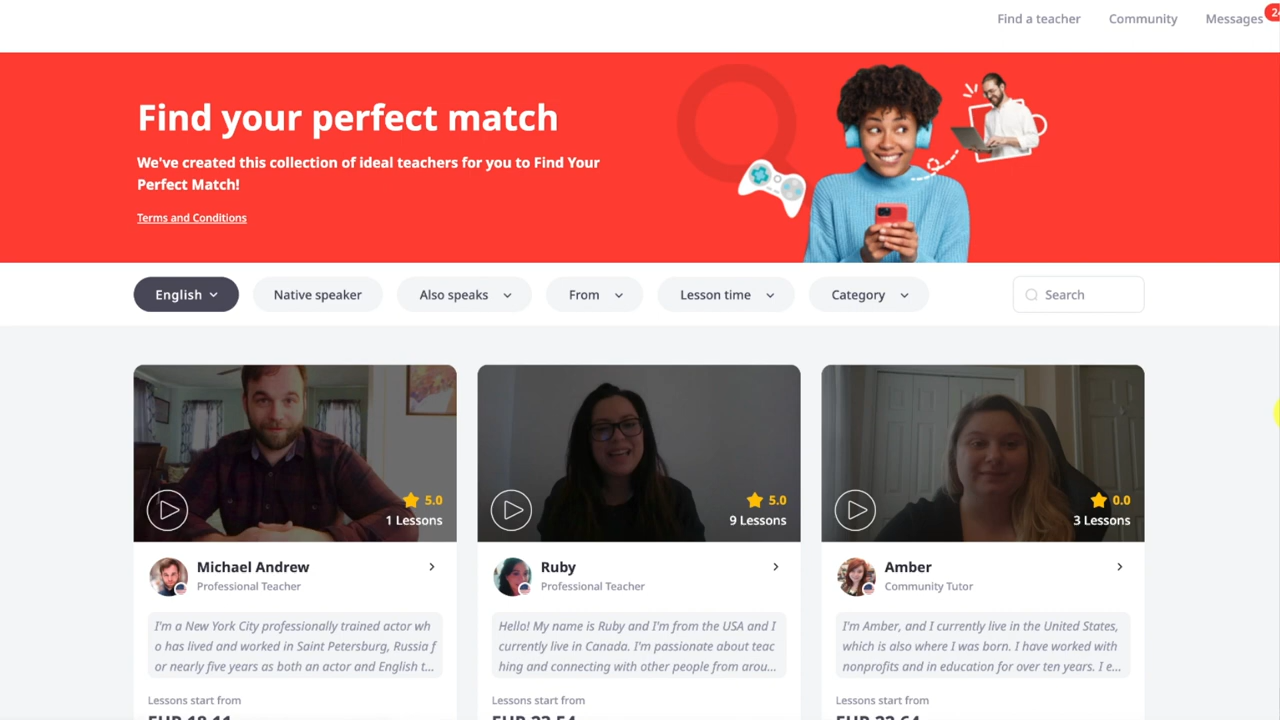 Find a teacher Community Messages
Find your perfect match
We've created this collection of ideal teachers for you to Find Your
Perfect Match!
Terms and Conditions
English Native speaker Also speaks From Lesson time Category Search
5.0 5.0 0.0
1 Lessons 9 Lessons 3 Lessons
Michael Andrew
Professional Teacher
I'm a New York City professionally trained actor wh
o has lived and worked in Saint Petersburg, Russia f
or nearly five years as both an actor and English t...
Lessons start from
Ruby
Professional Teacher
Hello! My name is Ruby and I'm from the USA and I
currently live in Canada. I'm passionate about teac
hing and connecting with other people from arou...
Lessons start from
Amber
Community Tutor
I'm Amber, and I currently live in the United States,
which is also where I was born. I have worked with
nonprofits and in education for over ten years. I e...
Lessons start from